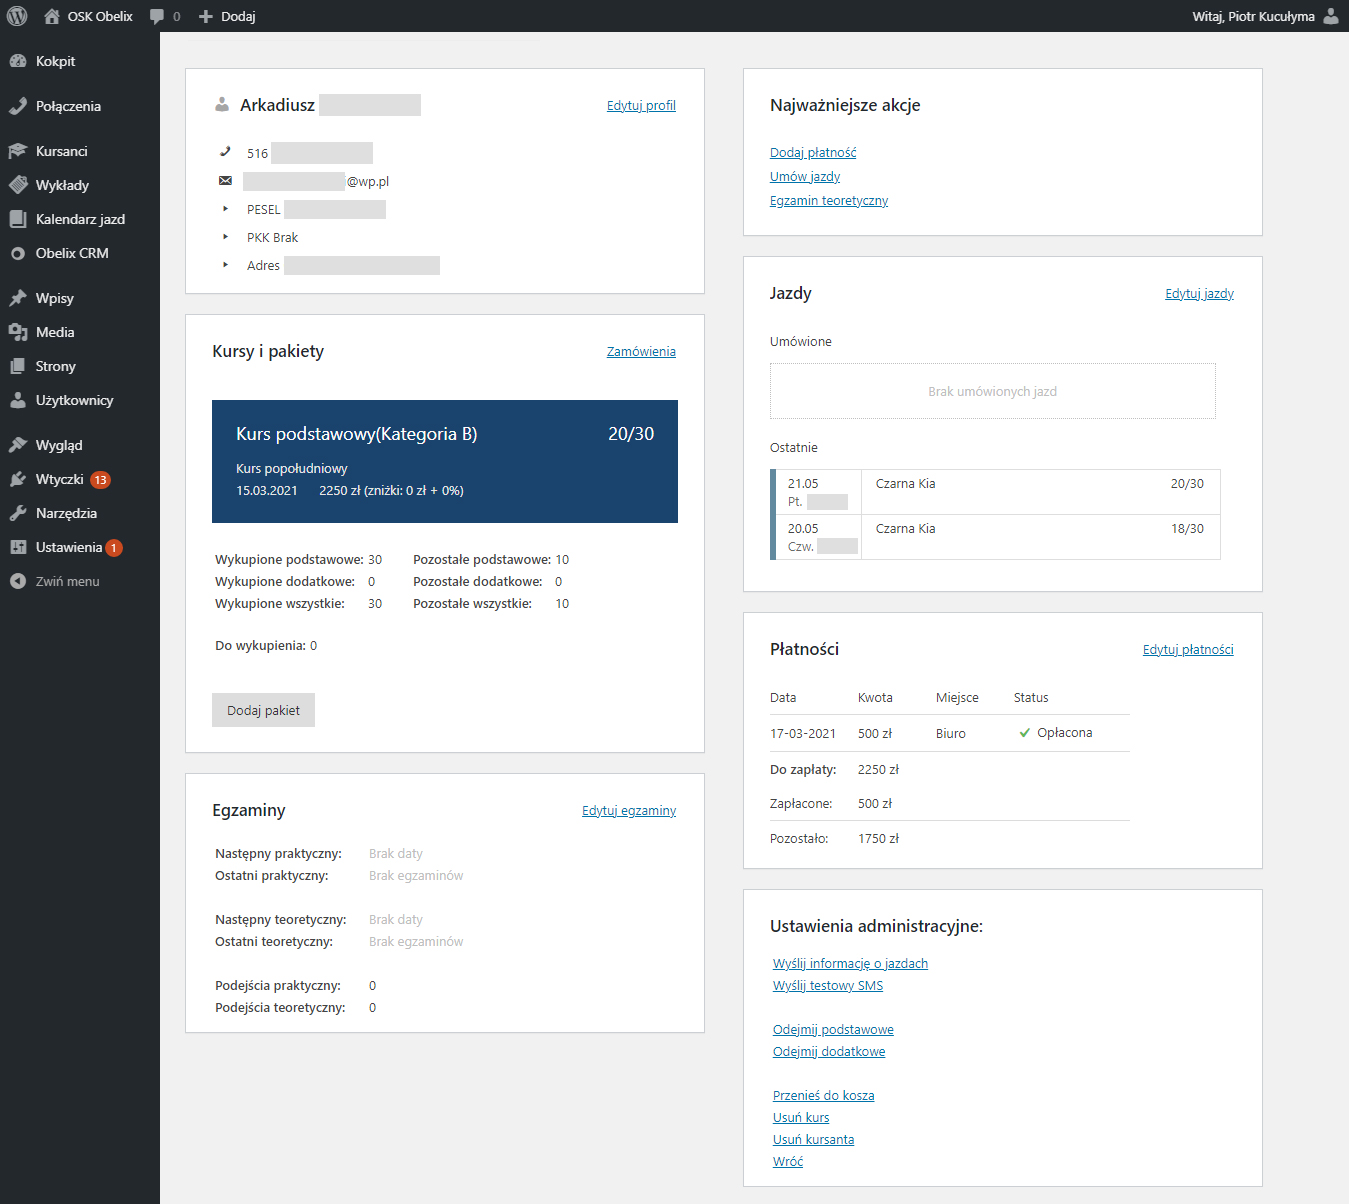 OSK Obelix 0 Dodaj Witaj, Piotr Kucułyma
Kokpit
Połączenia
Kursanci
Wykłady
Kalendarz jazd
Obelix CRM
Wpisy
Media
Strony
Użytkownicy
Wygląd
Wtyczki 13
Narzędzia
Ustawienia 1
Zwiń menu
Arkadiusz Edytuj profil
516
@wp.pl
PESEL
PKK Brak
Adres
Kursy i pakiety Zamówienia
Kurs podstawowy(Kategoria B) 20/30
Kurs popołudniowy
15.03.2021 2250 zł (zniżki: 0 zł + 0%)
Wykupione podstawowe: 30 Pozostałe podstawowe: 10
Wykupione dodatkowe: 0 Pozostałe dodatkowe: 0
Wykupione wszystkie: 30 Pozostałe wszystkie: 10
Do wykupienia: 0
Dodaj pakiet
Egzaminy Edytuj egzaminy
Następny praktyczny: Brak daty
Ostatni praktyczny: Brak egzaminów
Następny teoretyczny: Brak daty
Ostatni teoretyczny: Brak egzaminów
Podejścia praktyczny: 0
Podejścia teoretyczny: 0
Najważniejsze akcje
Dodaj płatność
Umów jazdy
Egzamin teoretyczny
Jazdy Edytuj jazdy
Umówione
Brak umówionych jazd
Ostatnie
21.05 Czarna Kia 20/30
Pt.
20.05 Czarna Kia 18/30
Czw.
Płatności Edytuj płatności
Data Kwota Miejsce Status
17-03-2021 500 zł Biuro Opłacona
Do zapłaty: 2250 zł
Zapłacone: 500 zł
Pozostało: 1750 zł
Ustawienia administracyjne:
Wyślij informację o jazdach
Wyślij testowy SMS
Odejmij podstawowe
Odejmij dodatkowe
Przenieś do kosza
Usuń kurs
Usuń kursanta
Wróć